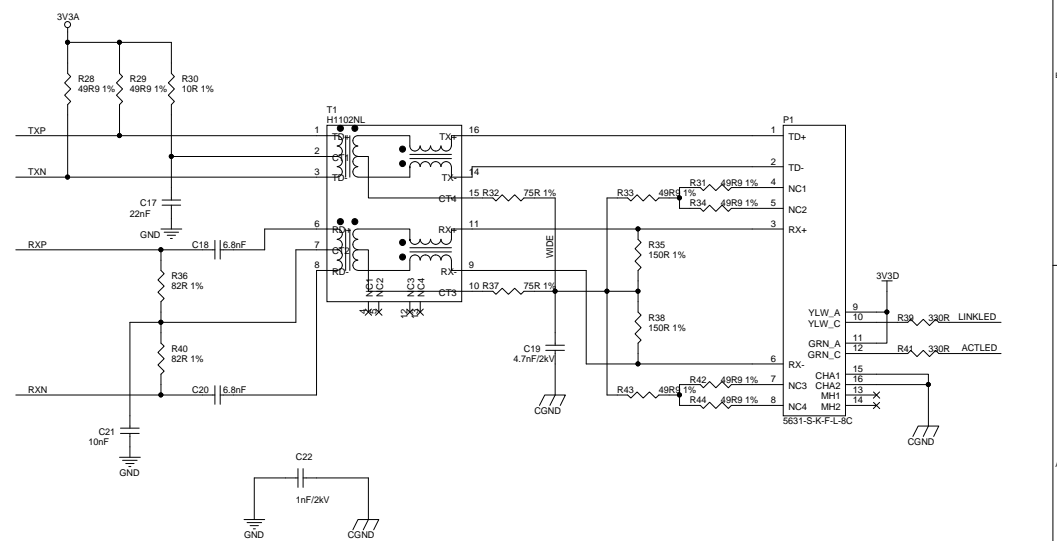 3V3A
R28
49R9 1%
R29
49R9 1%
R30
10R 1%
T1
H1102NL
P1
TXP
1
TD+
TX+
16
1
TD+
2
CT1
TXN
3
TD-
TX-
14
2
TD-
C17
22nF
GND
CT4
15
R32
75R 1%
R33
49R9 1%
R31
49R9 1%
4
NC1
R34
49R9 1%
5
NC2
6
RD+
RX+
11
3
RX+
RXP
C18
6.8nF
7
CT2
WIDE
R35
150R 1%
R36
82R 1%
8
RD-
RX-
9
CT3
10
R37
75R 1%
NC1
NC2
NC3
NC4
4
5
12
13
3V3D
YLW_A
9
YLW_C
10
R39
330R
LINKLED
R38
150R 1%
GRN_A
11
GRN_C
12
R41
330R
ACTLED
R40
82R 1%
C19
4.7nF/2kV
6
RX-
CHA1
15
CHA2
16
MH1
13
MH2
14
RXN
C20
6.8nF
R43
49R9 1%
R42
49R9 1%
7
NC3
R44
49R9 1%
8
NC4
5631-S-K-F-L-8C
CGND
CGND
C21
10nF
GND
C22
1nF/2kV
GND
CGND
B
A